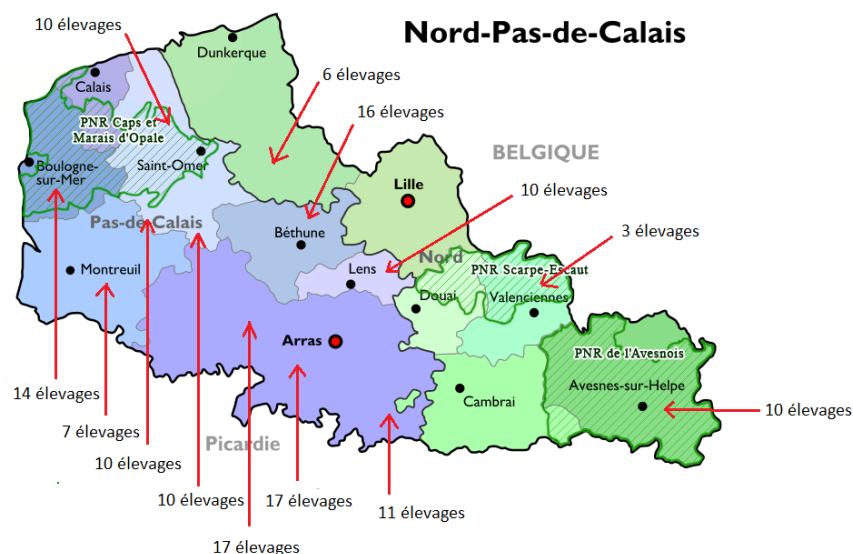 10 élevages
Nord-Pas-de-Calais
Dunkerque
6 élevages
Calais
16 élevages
PNR Caps et
Marais d'Opale
BELGIQUE
Boulogne-
sur-Mer
Saint-Omer
Lille
10 élevages
Pas-de-Calais
Béthune
3 élevages
Nord
Montreuil
Lens
PNR Scarpe-Escaut
Douai
Valenciennes
Arras
PNR de l'Avesnois
Avesnes-sur-Helpe
14 élevages
Cambrai
10 élevages
7 élevages
Picardie
10 élevages
10 élevages
17 élevages
11 élevages
17 élevages